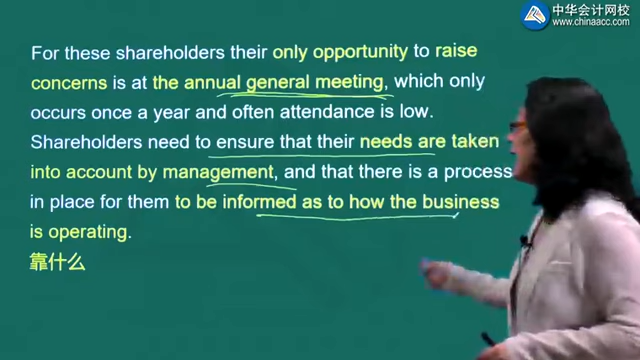 中华会计网校
www.chinaacc.com
For these shareholders their only opportunity to raise
concerns is at the annual general meeting, which only
occurs once a year and often attendance is low.
Shareholders need to ensure that their needs are taken
into account by management, and that there is a process
in place for them to be informed as to how the business
is operating.
靠什么